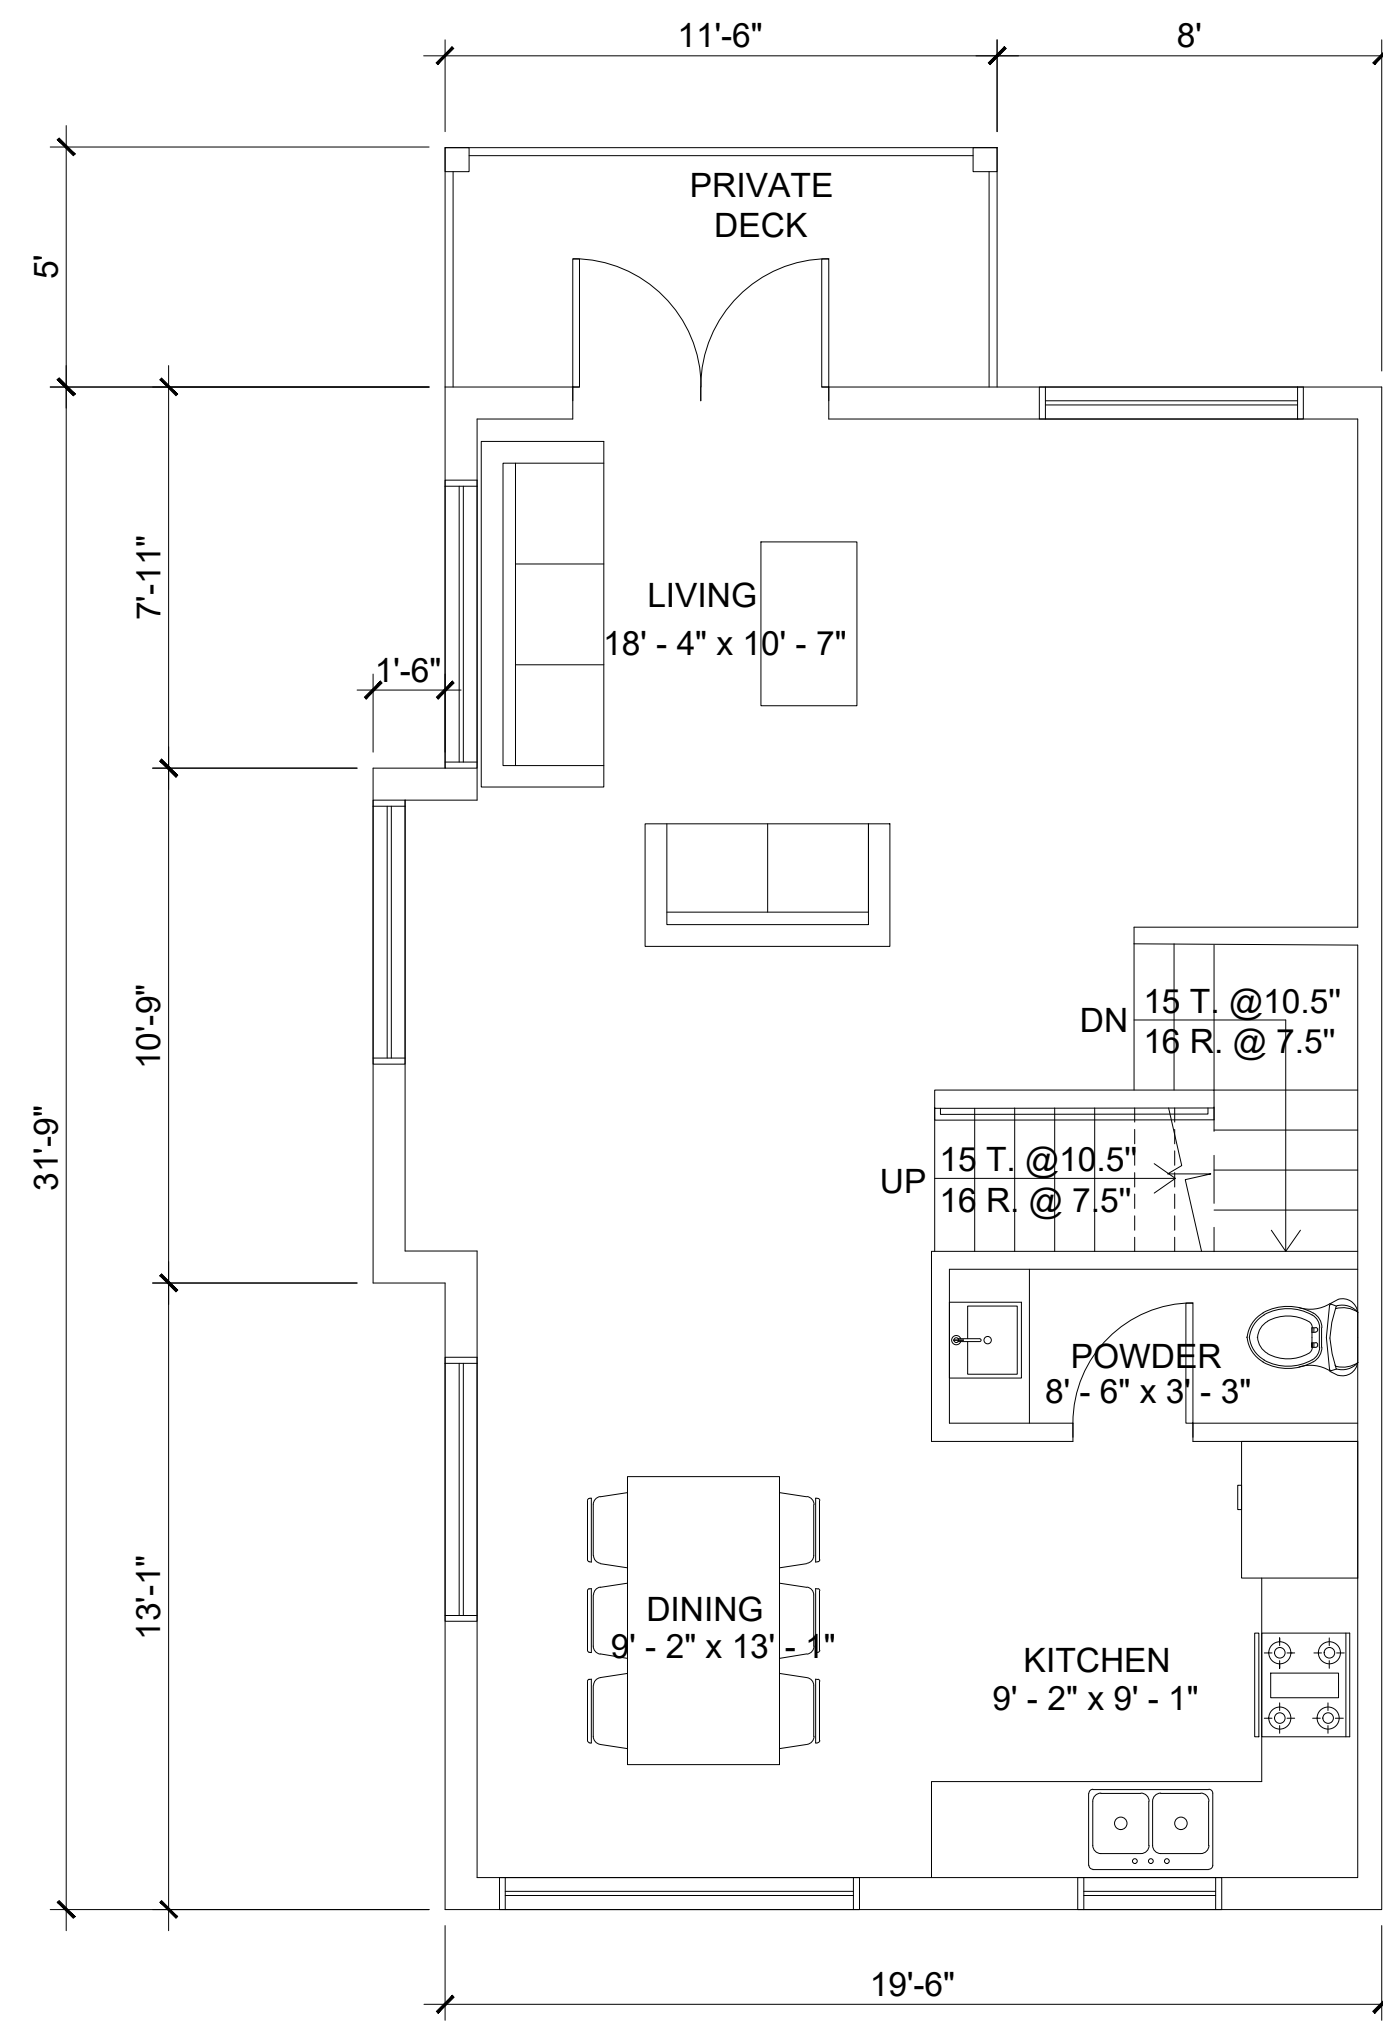 11'-6"
8'
PRIVATE
DECK
5'
7'-11"
LIVING
18' - 4" x 10' - 7"
1'-6"
10'-9"
15 T. @10.5"
DN
16 R. @ 7.5"
31'-9"
15 T. @10.5"
UP
16 R. @ 7.5"
POWDER
8' - 6" x 3' - 3"
13'-1"
DINING
9' - 2" x 13' - 1"
KITCHEN
9' - 2" x 9' - 1"
19'-6"